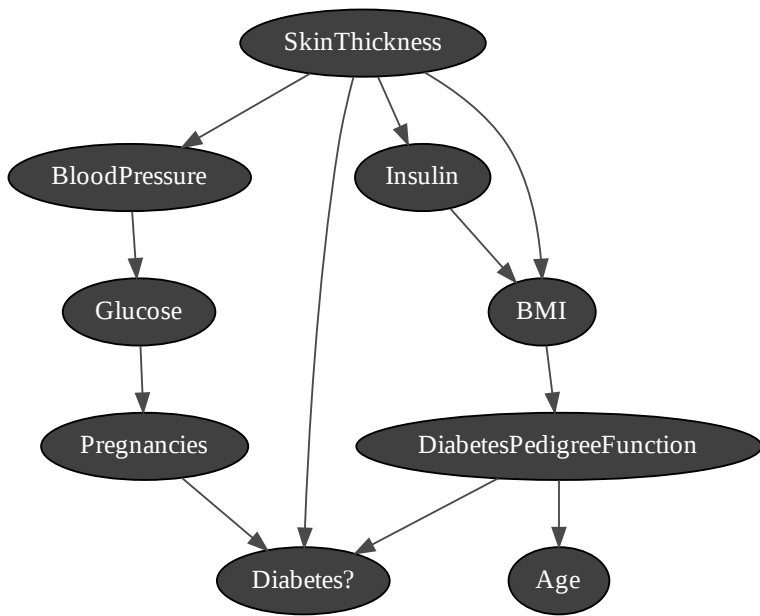 SkinThickness
BloodPressure
Insulin
Glucose
BMI
Pregnancies
DiabetesPedigreeFunction
Diabetes?
Age